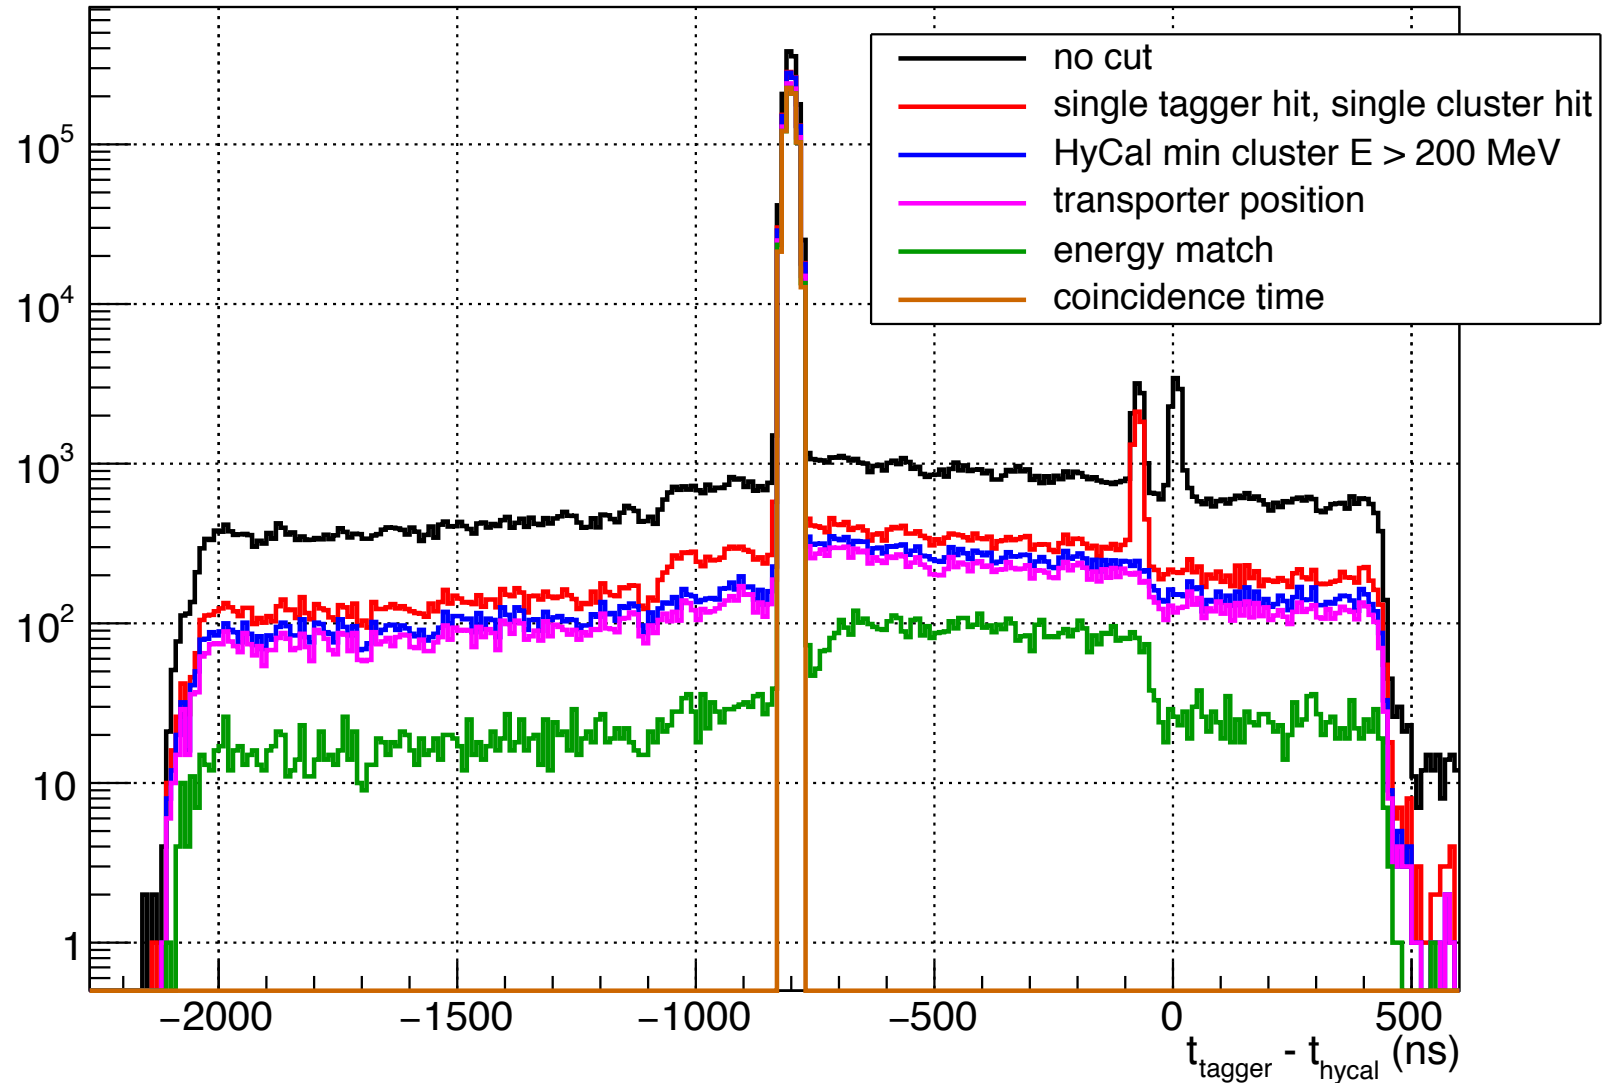 no cut
single tagger hit, single cluster hit
HyCal min cluster E > 200 MeV
transporter position
energy match
coincidence time
10^5
10^4
10^3
10^2
10
1
−2000 −1500 −1000 −500 0 500
t_tagger - t_hycal (ns)